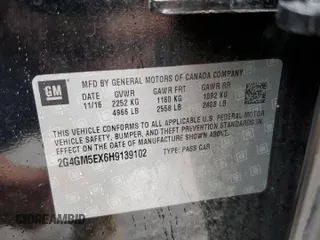 GM
MFD BY GENERAL MOTORS OF CANADA COMPANY
DATE GVWR GAWR FRT GAWR RR
11/16 2252 KG 1160 KG 1092 KG
4966 LB 2558 LB 2408 LB
THIS VEHICLE CONFORMS TO ALL APPLICABLE U.S. FEDERAL MOTOR
VEHICLE SAFETY, BUMPER, AND THEFT PREVENTION STANDARDS
IN EFFECT ON THE DATE OF MANUFACTURE SHOWN ABOVE.
2G4GM5EX6H9139102 TYPE: PASS CAR
IDREAMBID